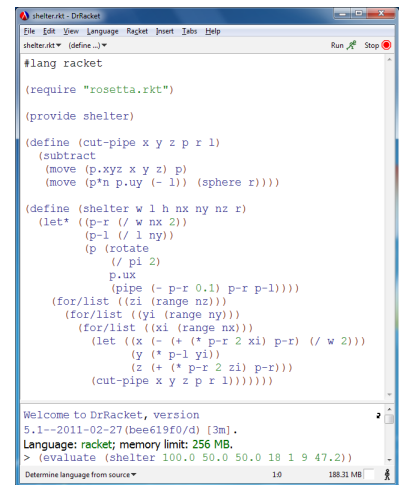 shelter.rkt - DrRacket
File Edit View Language Racket Insert Tabs Help
shelter.rkt (define ...) Run Stop
#lang racket
(require "rosetta.rkt")
(provide shelter)
(define (cut-pipe x y z p r l)
(subtract
(move (p.xyz x y z) p)
(move (p*n p.uy (- l)) (sphere r))))
(define (shelter w l h nx ny nz r)
(let* ((p-r (/ w nx 2))
(p-l (/ l ny))
(p (rotate
(/ pi 2)
p.ux
(pipe (- p-r 0.1) p-r p-l))))
(for/list ((zi (range nz)))
(for/list ((yi (range ny)))
(for/list ((xi (range nx)))
(let ((x (- (+ (* p-r 2 xi) p-r) (/ w 2)))
(y (* p-l yi))
(z (+ (* p-r 2 zi) p-r)))
(cut-pipe x y z p r l)))))))
Welcome to DrRacket, version
5.1--2011-02-27(bee619f0/d) [3m].
Language: racket; memory limit: 256 MB.
> (evaluate (shelter 100.0 50.0 50.0 18 1 9 47.2))
Determine language from source 1:0 188.31 MB